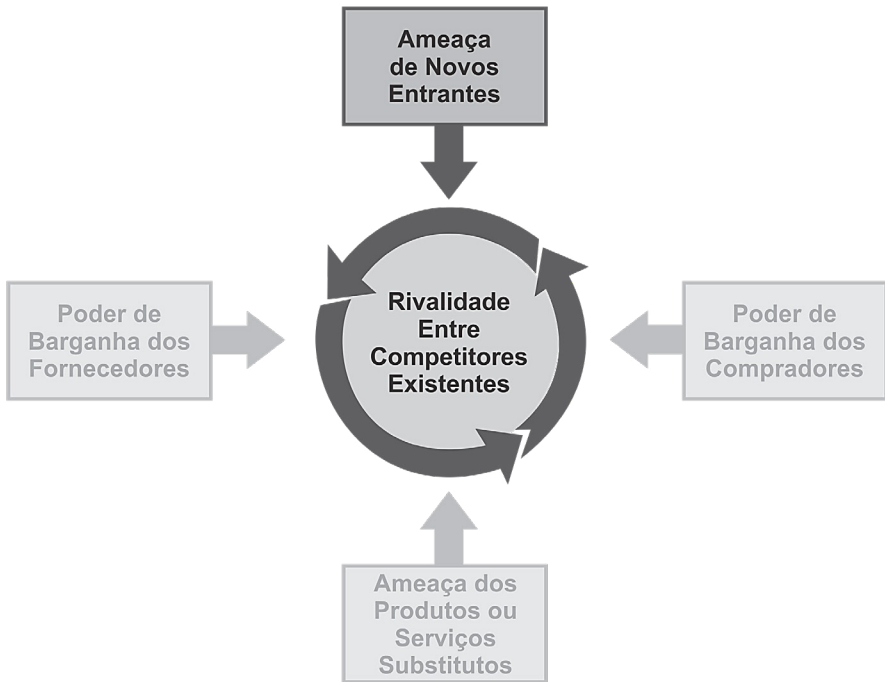 Ameaça
de Novos
Entrantes
Rivalidade
Entre
Competitores
Existentes
Poder de
Barganha dos
Fornecedores
Poder de
Barganha dos
Compradores
Ameaça dos
Produtos ou
Serviços
Substitutos